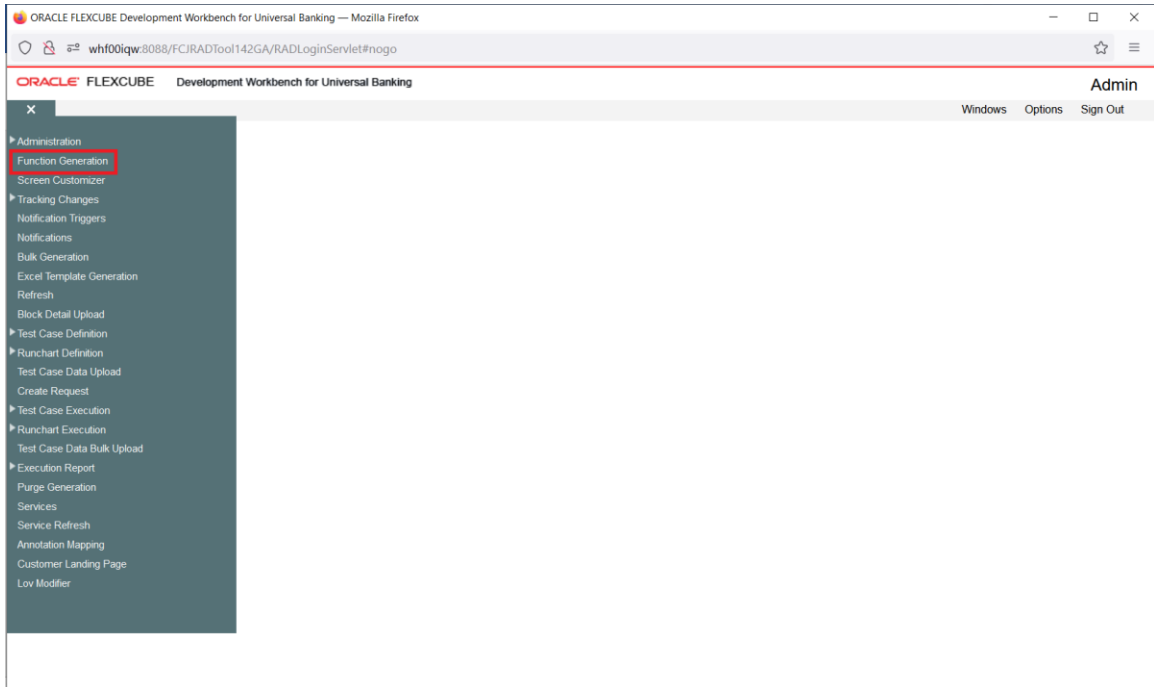 ORACLE FLEXCUBE Development Workbench for Universal Banking — Mozilla Firefox
whf00iqw:8088/FCJRADTool142GA/RADLoginServlet#nogo
ORACLE FLEXCUBE Development Workbench for Universal Banking
Admin
Windows Options Sign Out
Administration
Function Generation
Screen Customizer
Tracking Changes
Notification Triggers
Notifications
Bulk Generation
Excel Template Generation
Refresh
Block Detail Upload
Test Case Definition
Runchart Definition
Test Case Data Upload
Create Request
Test Case Execution
Runchart Execution
Test Case Data Bulk Upload
Execution Report
Purge Generation
Services
Service Refresh
Annotation Mapping
Customer Landing Page
Lov Modifier